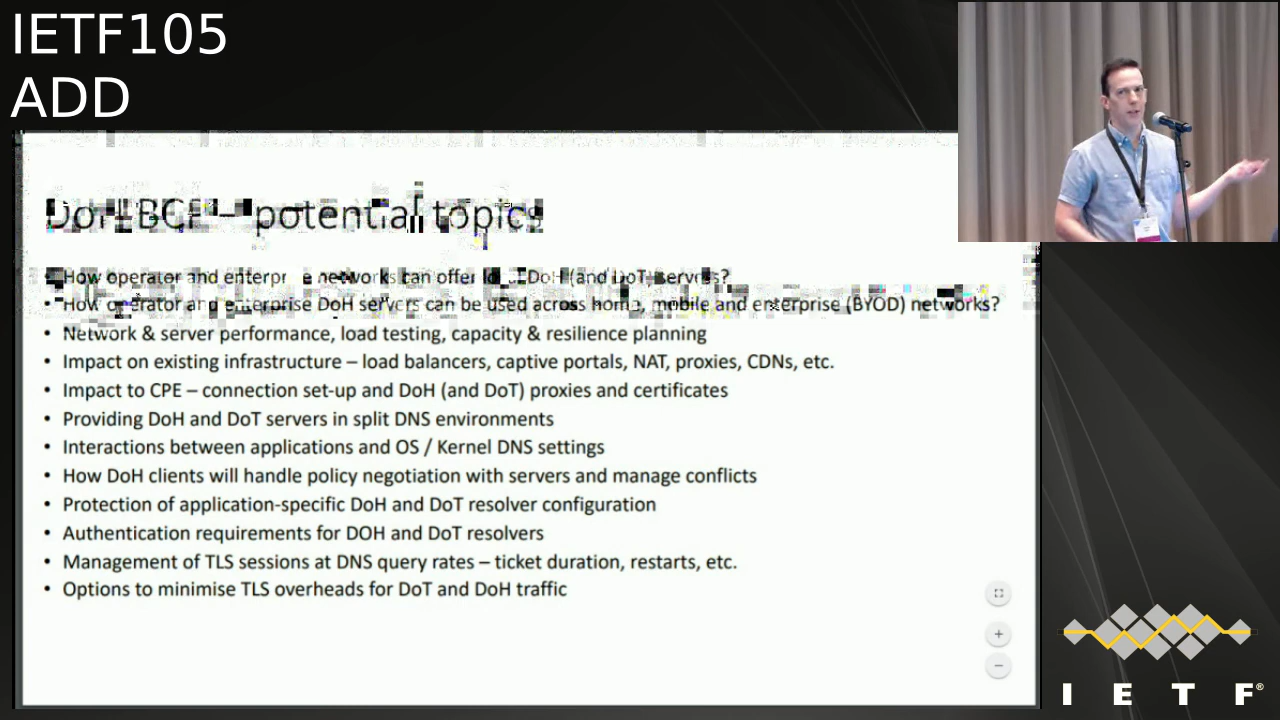 IETF105
ADD
– potential topics
• How operator and networks can offer DoH (and DoT) services?
• How operator and enterprise DoH servers can be used across home, mobile and enterprise (BYOD) networks?
• Network & server performance, load testing, capacity & resilience planning
• Impact on existing infrastructure – load balancers, captive portals, NAT, proxies, CDNs, etc.
• Impact to CPE – connection set-up and DoH (and DoT) proxies and certificates
• Providing DoH and DoT servers in split DNS environments
• Interactions between applications and OS / Kernel DNS settings
• How DoH clients will handle policy negotiation with servers and manage conflicts
• Protection of application-specific DoH and DoT resolver configuration
• Authentication requirements for DOH and DoT resolvers
• Management of TLS sessions at DNS query rates – ticket duration, restarts, etc.
• Options to minimise TLS overheads for DoT and DoH traffic
I E T F®